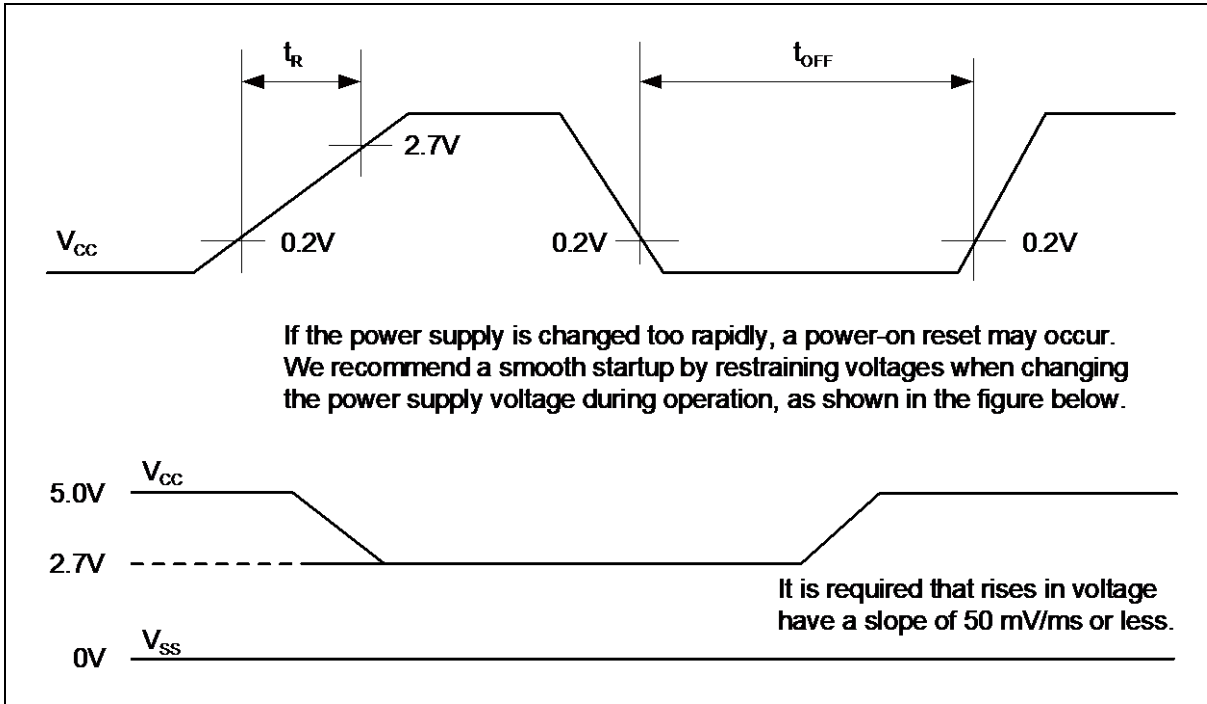 tR
tOFF
2.7V
VCC
0.2V
0.2V
0.2V
If the power supply is changed too rapidly, a power-on reset may occur.
We recommend a smooth startup by restraining voltages when changing
the power supply voltage during operation, as shown in the figure below.
VCC
5.0V
2.7V
It is required that rises in voltage
have a slope of 50 mV/ms or less.
VSS
0V